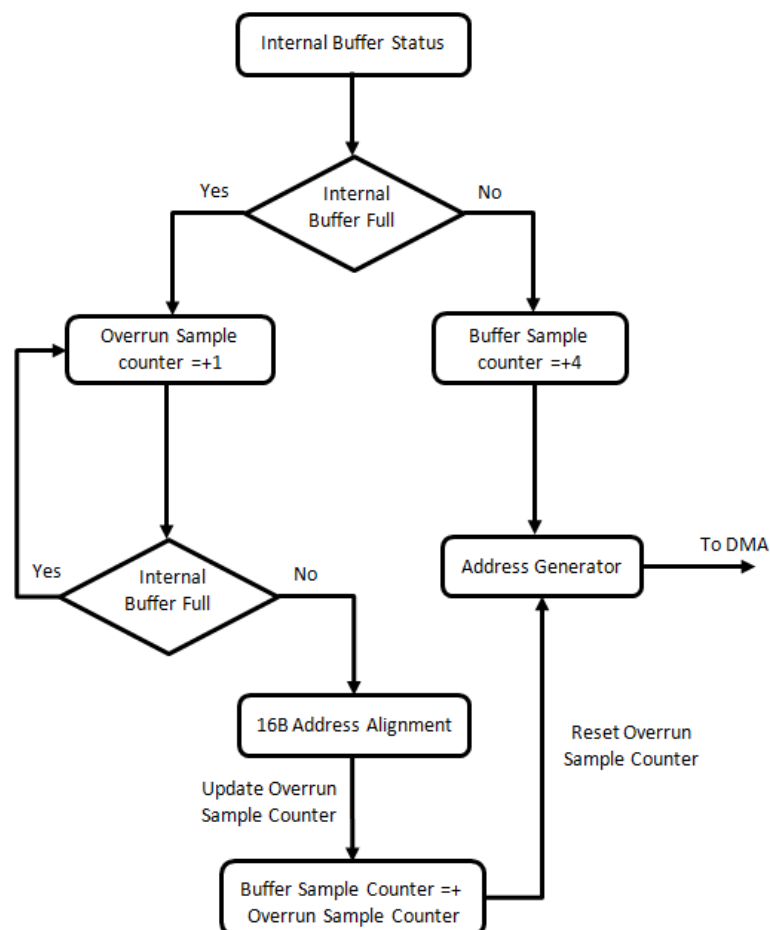 Internal Buffer Status
Yes
Internal
Buffer Full
No
Overrun Sample
counter =+1
Buffer Sample
counter =+4
To DMA
Address Generator
Yes
Internal
Buffer Full
No
16B Address Alignment
Reset Overrun
Sample Counter
Update Overrun
Sample Counter
Buffer Sample Counter =+
Overrun Sample Counter